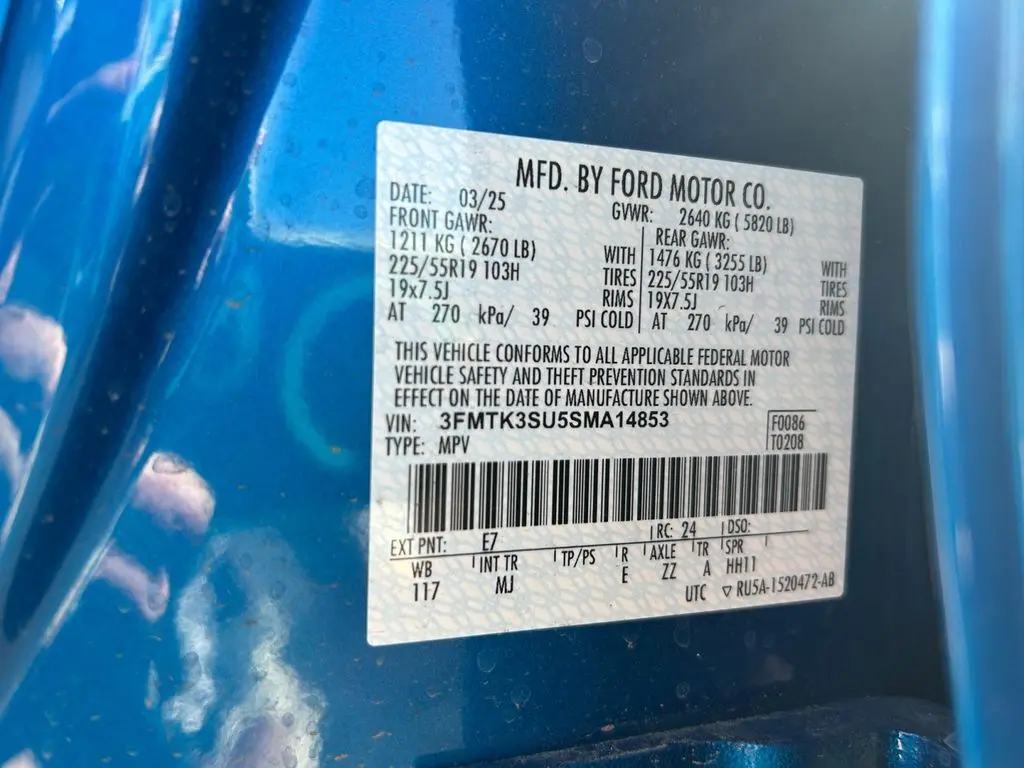 MFD. BY FORD MOTOR CO.
DATE: 03/25 GVWR: 2640 KG ( 5820 LB)
FRONT GAWR: REAR GAWR:
1211 KG ( 2670 LB) WITH 1476 KG ( 3255 LB) WITH
225/55R19 103H TIRES 225/55R19 103H TIRES
19x7.5J RIMS 19X7.5J RIMS
AT 270 kPa/ 39 PSI COLD AT 270 kPa/ 39 PSI COLD
THIS VEHICLE CONFORMS TO ALL APPLICABLE FEDERAL MOTOR
VEHICLE SAFETY AND THEFT PREVENTION STANDARDS IN
EFFECT ON THE DATE OF MANUFACTURE SHOWN ABOVE.
VIN: 3FMTK3SU5SMA14853 F0086
TYPE: MPV T0208
EXT PNT: E7 RC: 24 DSO:
WB INT TR TP/PS R AXLE TR SPR
117 MJ E ZZ A HH11
UTC ▽ RU5A-1520472-AB